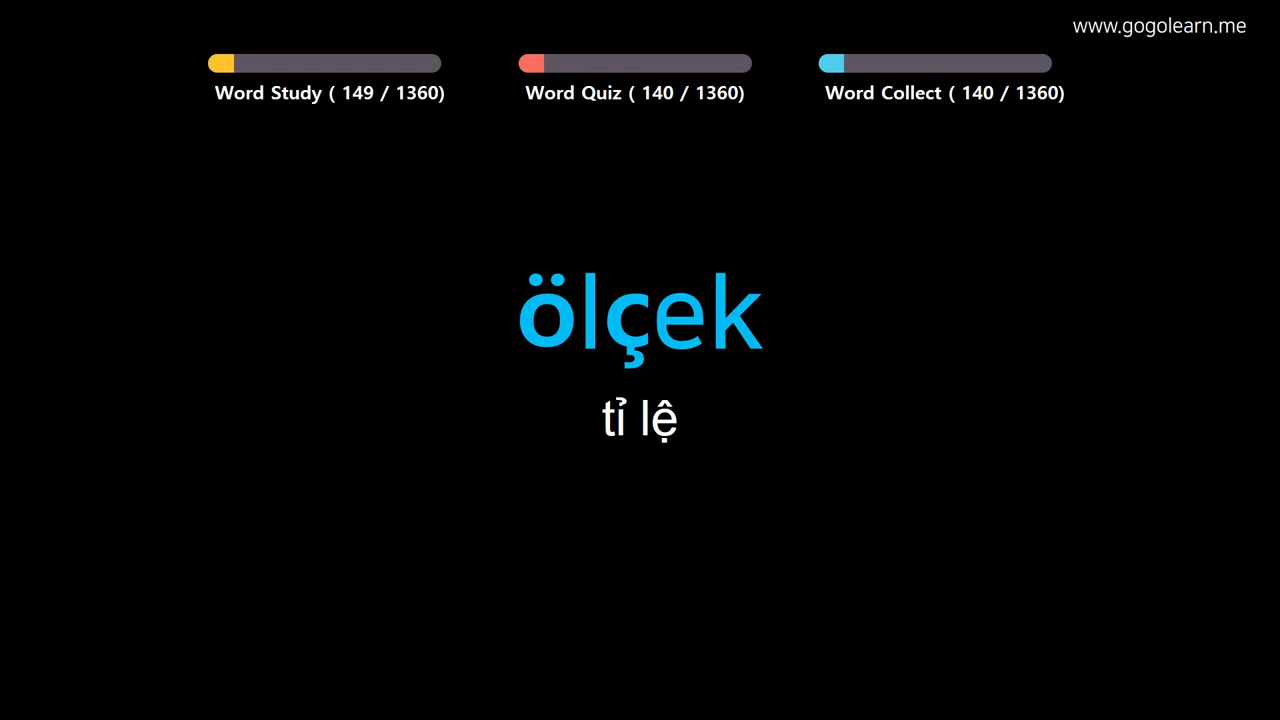 www.gogolearn.me
Word Study ( 149 / 1360)
Word Quiz ( 140 / 1360)
Word Collect ( 140 / 1360)
ölçek
tỉ lệ